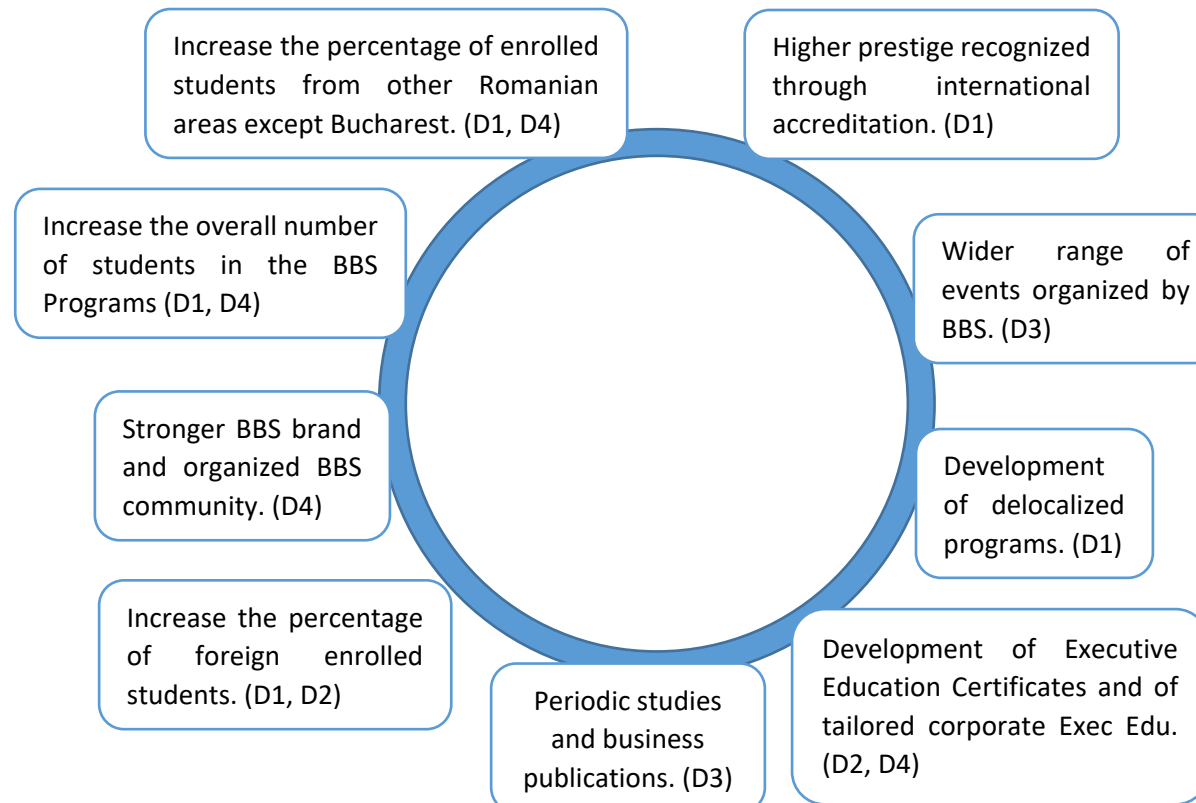 Increase the percentage of enrolled
students from other Romanian
areas except Bucharest. (D1, D4)
Higher prestige recognized
through international
accreditation. (D1)
Increase the overall number
of students in the BBS
Programs (D1, D4)
Wider range of
events organized by
BBS. (D3)
Stronger BBS brand
and organized BBS
community. (D4)
Development
of delocalized
programs. (D1)
Increase the percentage
of foreign enrolled
students. (D1, D2)
Periodic studies
and business
publications. (D3)
Development of Executive
Education Certificates and of
tailored corporate Exec Edu.
(D2, D4)